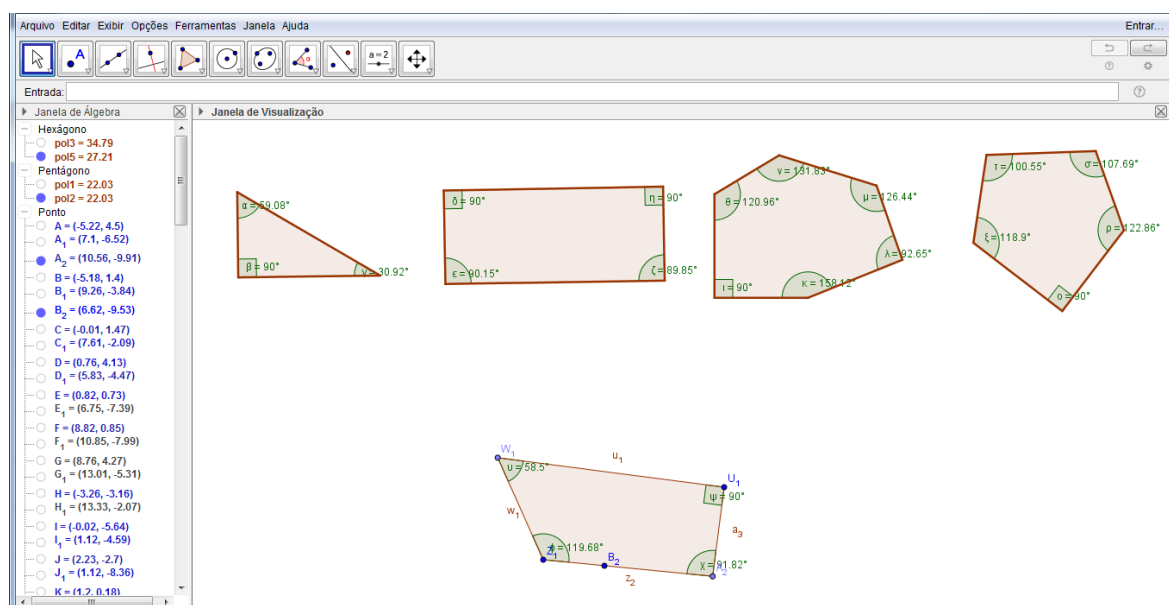 Arquivo Editar Exibir Opções Ferramentas Janela Ajuda
Entrar...
A
α
a = 2
Entrada:
Janela de Álgebra
Janela de Visualização
Hexágono
pol3 = 34.79
pol5 = 27.21
Pentágono
pol1 = 22.03
pol2 = 22.03
Ponto
A = (-5.22, 4.5)
A₁ = (7.1, -6.52)
A₂ = (10.56, -9.91)
B = (-5.18, 1.4)
B₁ = (9.26, -3.84)
B₂ = (6.62, -9.53)
C = (-0.01, 1.47)
C₁ = (7.61, -2.09)
D = (0.76, 4.13)
D₁ = (5.83, -4.47)
E = (0.82, 0.73)
E₁ = (6.75, -7.39)
F = (8.82, 0.85)
F₁ = (10.85, -7.99)
G = (8.76, 4.27)
G₁ = (13.01, -5.31)
H = (-3.26, -3.16)
H₁ = (13.33, -2.07)
I = (-0.02, -5.64)
I₁ = (1.12, -4.59)
J = (2.23, -2.7)
J₁ = (1.12, -8.36)
K = (1.2, 0.18)
α = 59.08°
β = 90°
γ = 30.92°
δ = 90°
η = 90°
ε = 90.15°
ζ = 89.85°
ν = 131.83°
θ = 120.96°
μ = 126.44°
λ = 92.65°
ι = 90°
κ = 158.12°
τ = 100.55°
σ = 107.69°
ρ = 122.86°
ξ = 118.9°
ο = 90°
W₁
u₁
υ = 58.5°
U₁
ψ = 90°
w₁
a₃
φ = 119.68°
Z₁
B₂
z₂
χ = 91.82°
A₂